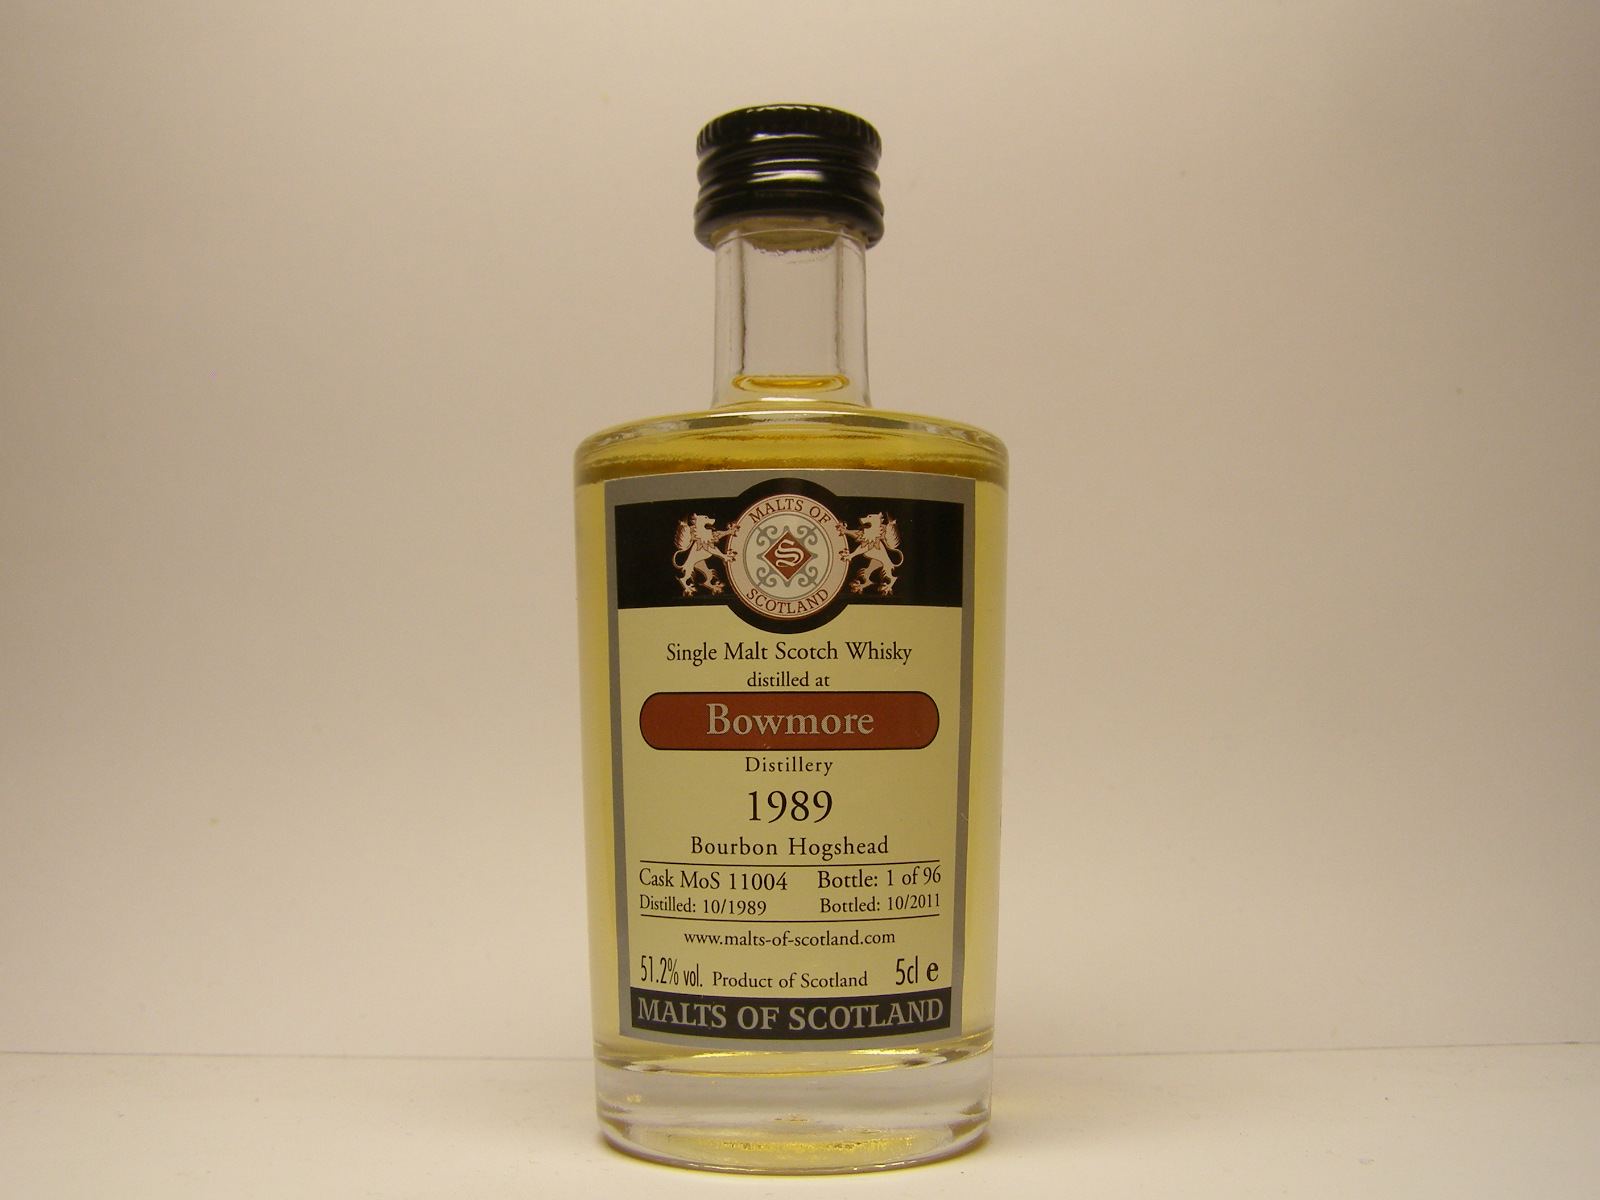 MALTS OF
S
SCOTLAND
Single Malt Scotch Whisky
distilled at
Bowmore
Distillery
1989
Bourbon Hogshead
Cask MoS 11004 Bottle: 1 of 96
Distilled: 10/1989 Bottled: 10/2011
www.malts-of-scotland.com
51.2% vol. Product of Scotland 5cl e
MALTS OF SCOTLAND